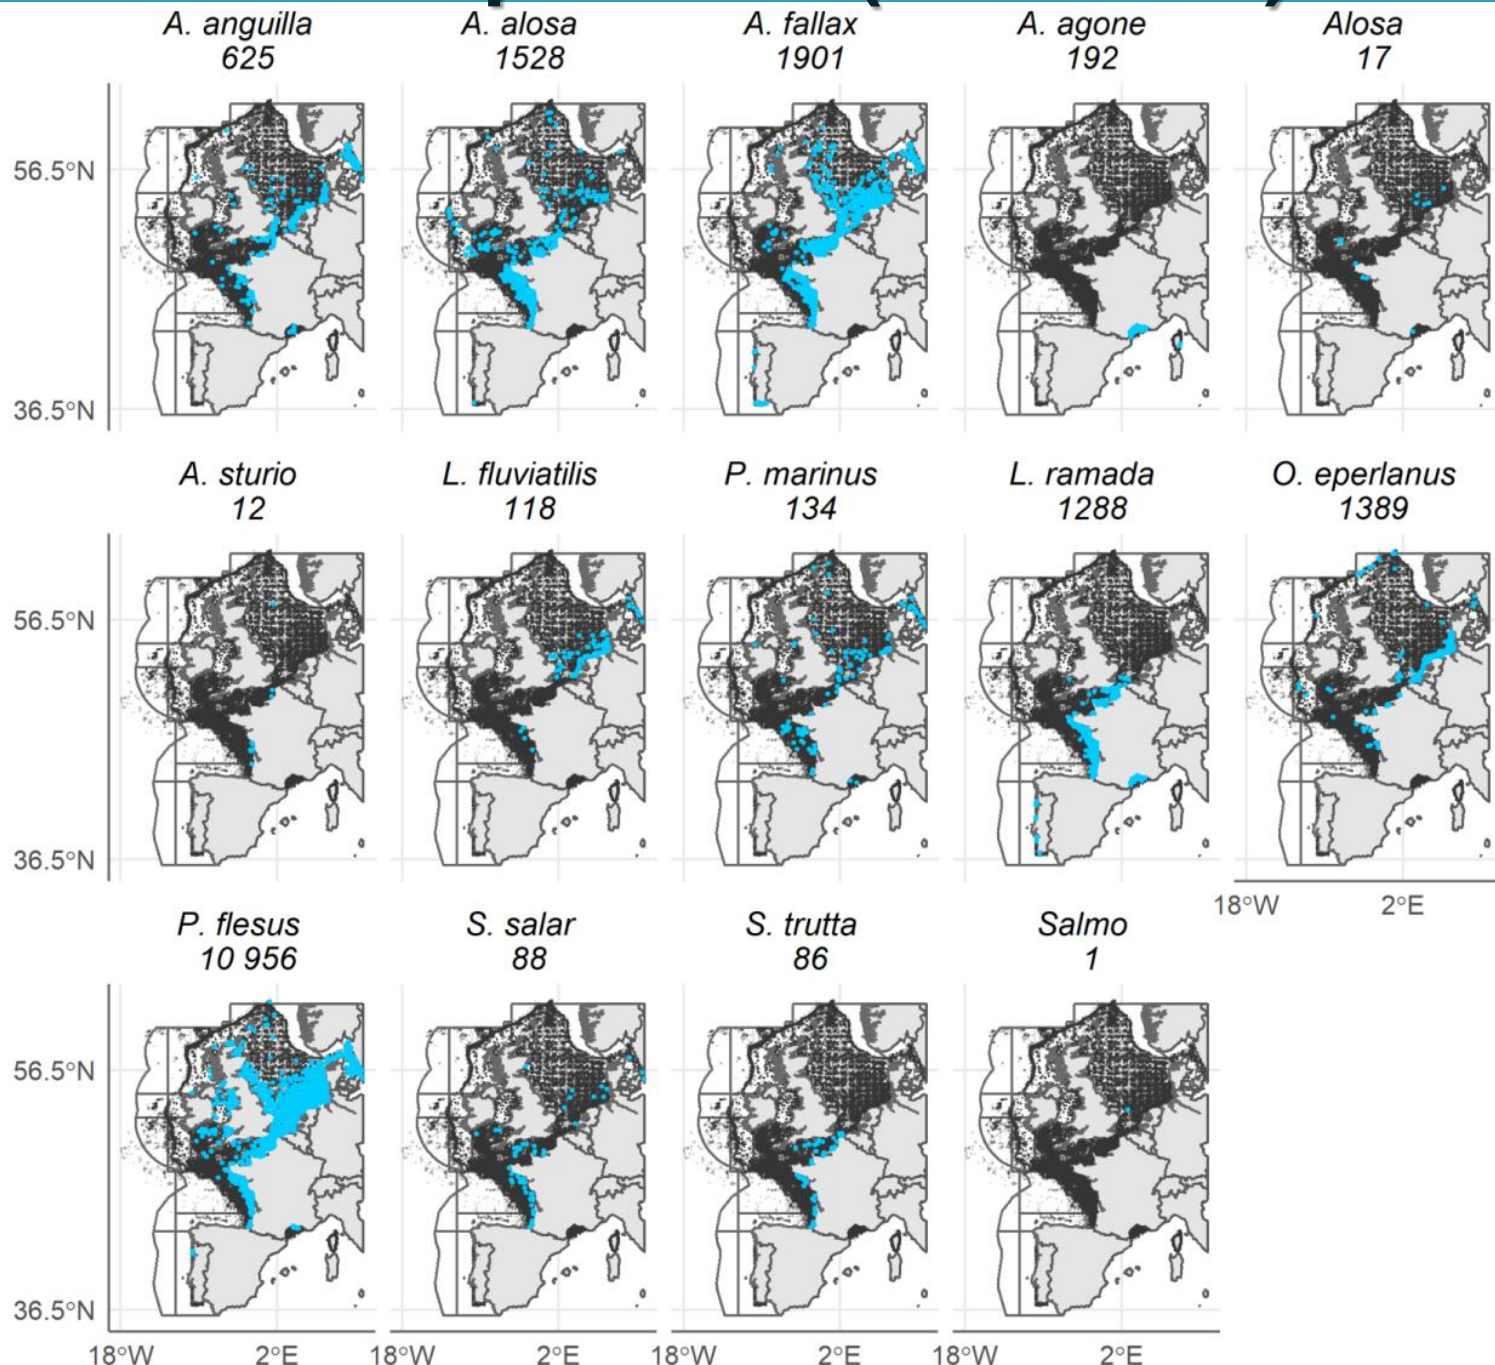 A. anguilla
625
A. alosa
1528
A. fallax
1901
A. agone
192
Alosa
17
56.5°N
36.5°N
A. sturio
12
L. fluviatilis
118
P. marinus
134
L. ramada
1288
O. eperlanus
1389
56.5°N
36.5°N
18°W
2°E
P. flesus
10 956
S. salar
88
S. trutta
86
Salmo
1
56.5°N
36.5°N
18°W
2°E
18°W
2°E
18°W
2°E
18°W
2°E